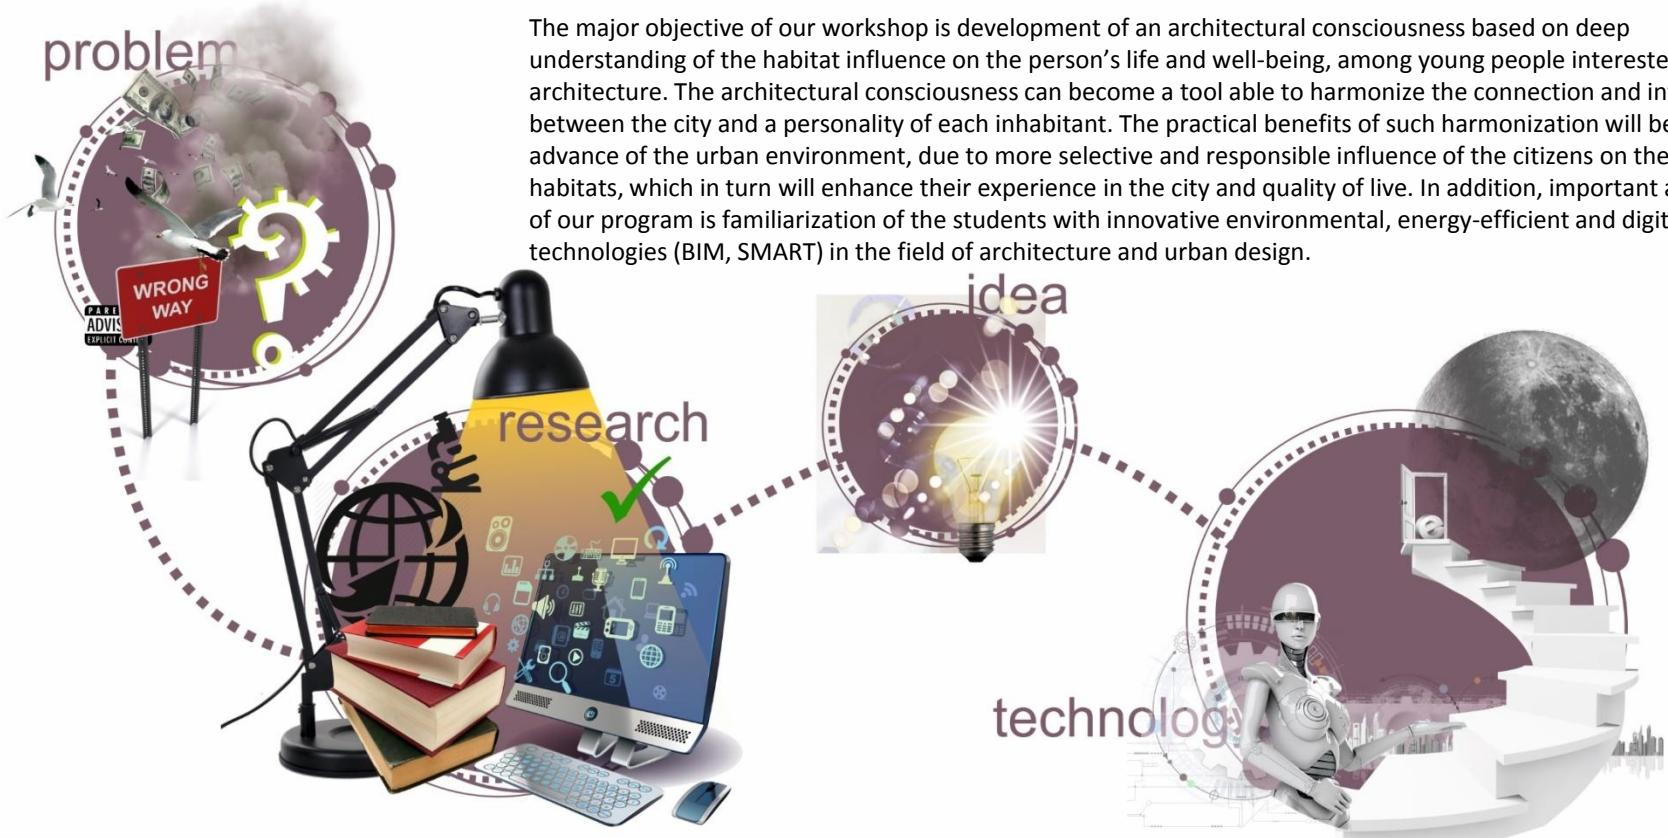 problem
The major objective of our workshop is development of an architectural consciousness based on deep
understanding of the habitat influence on the person's life and well-being, among young people
architecture. The architectural consciousness can become a tool able to harmonize the connection and
between the city and a personality of each inhabitant. The practical benefits of such harmonization will
advance of the urban environment, due to more selective and responsible influence of the citizens on the
habitats, which in turn will enhance their experience in the city and quality of live. In addition, important
of our program is familiarization of the students with innovative environmental, energy-efficient and
technologies (BIM, SMART) in the field of architecture and urban design.
WRONG
WAY
EXPLICIT
idea
research
5
technology